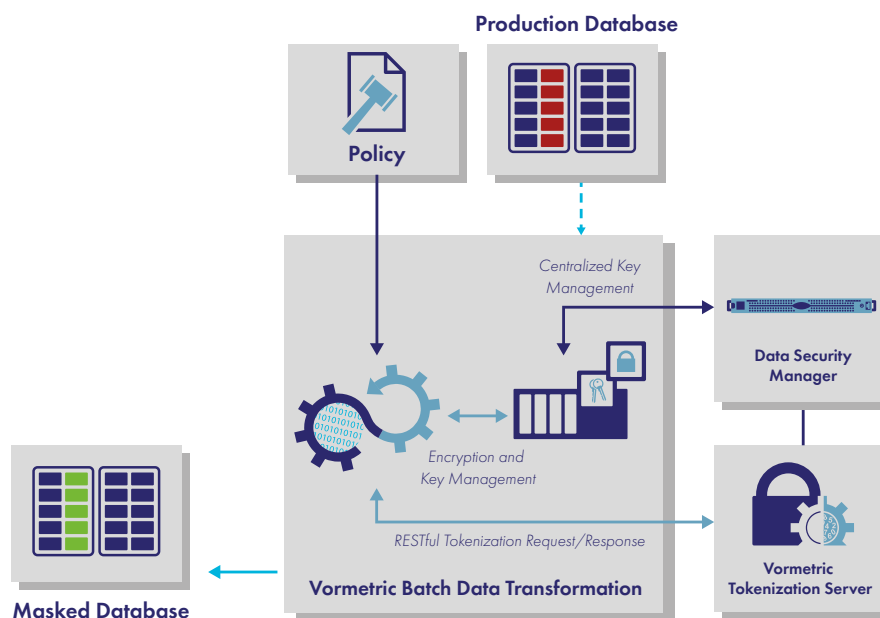 Production Database
Policy
Centralized Key
Management
Data Security
Manager
Encryption and
Key Management
RESTful Tokenization Request/Response
Vormetric Batch Data Transformation
Vormetric
Tokenization Server
Masked Database